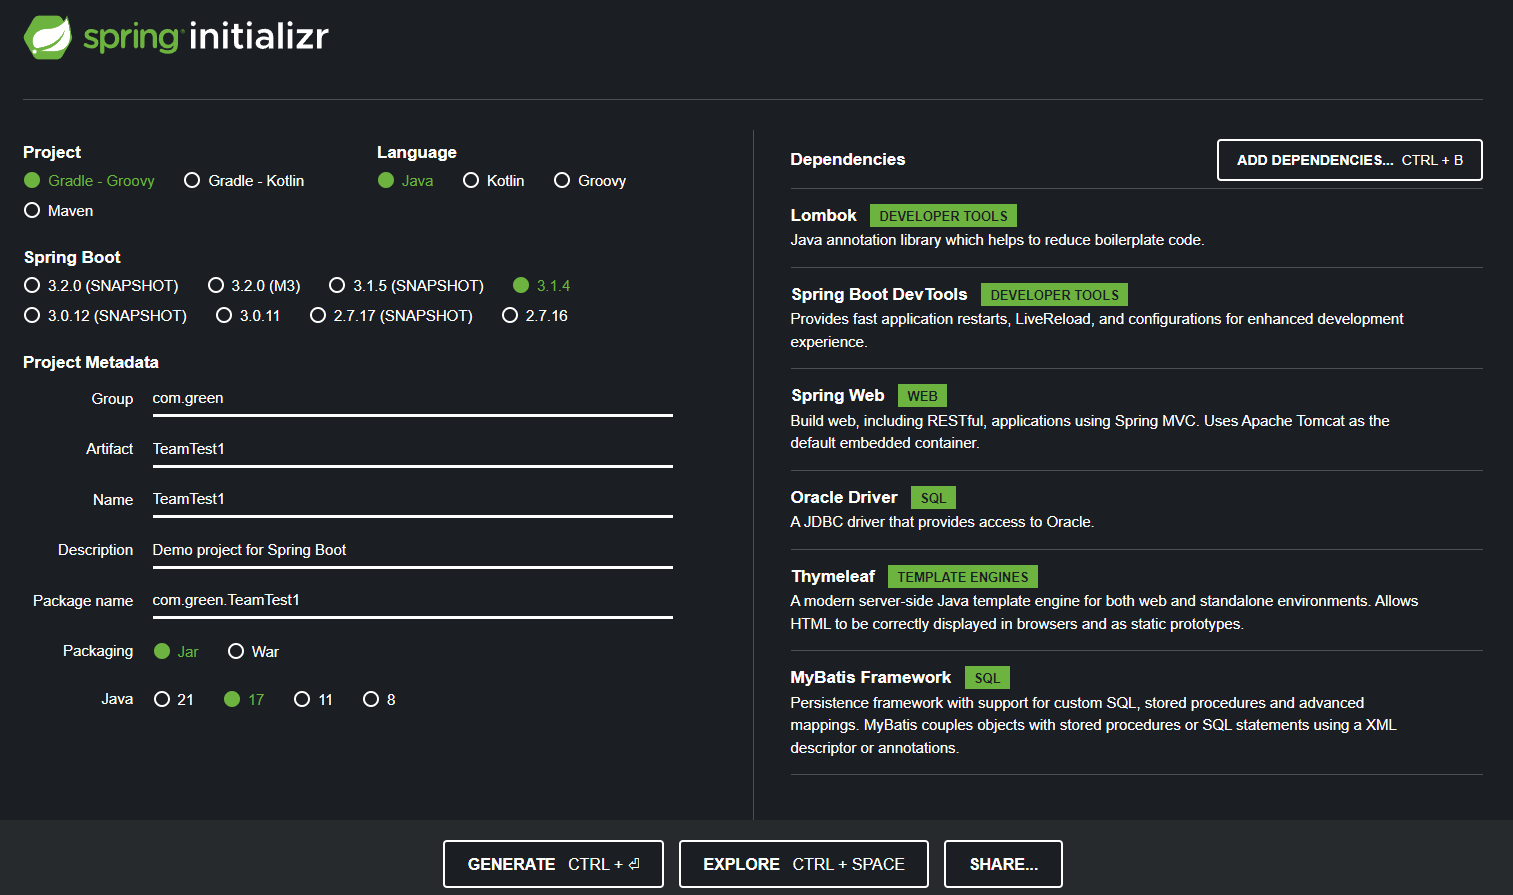 spring initializr
Project
Gradle - Groovy Gradle - Kotlin
Maven
Language
Java Kotlin Groovy
Spring Boot
3.2.0 (SNAPSHOT) 3.2.0 (M3) 3.1.5 (SNAPSHOT) 3.1.4
3.0.12 (SNAPSHOT) 3.0.11 2.7.17 (SNAPSHOT) 2.7.16
Project Metadata
Group com.green
Artifact TeamTest1
Name TeamTest1
Description Demo project for Spring Boot
Package name com.green.TeamTest1
Packaging Jar War
Java 21 17 11 8
Dependencies ADD DEPENDENCIES... CTRL + B
Lombok DEVELOPER TOOLS
Java annotation library which helps to reduce boilerplate code.
Spring Boot DevTools DEVELOPER TOOLS
Provides fast application restarts, LiveReload, and configurations for enhanced development
experience.
Spring Web WEB
Build web, including RESTful, applications using Spring MVC. Uses Apache Tomcat as the
default embedded container.
Oracle Driver SQL
A JDBC driver that provides access to Oracle.
Thymeleaf TEMPLATE ENGINES
A modern server-side Java template engine for both web and standalone environments. Allows
HTML to be correctly displayed in browsers and as static prototypes.
MyBatis Framework SQL
Persistence framework with support for custom SQL, stored procedures and advanced
mappings. MyBatis couples objects with stored procedures or SQL statements using a XML
descriptor or annotations.
GENERATE CTRL + ⏎ EXPLORE CTRL + SPACE SHARE...